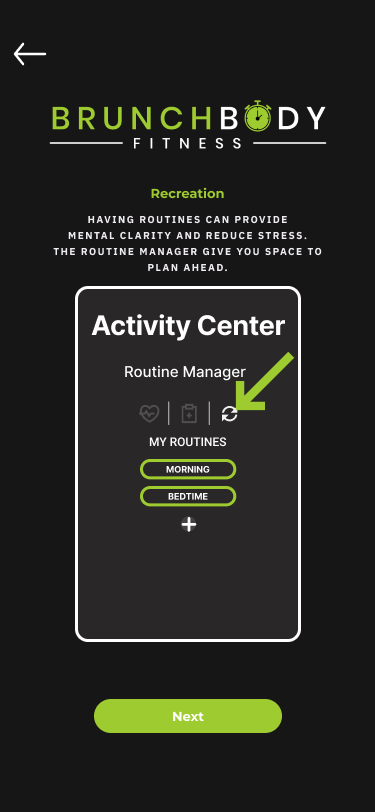 BRUNCHBODY
FITNESS
Recreation
HAVING ROUTINES CAN PROVIDE
MENTAL CLARITY AND REDUCE STRESS.
THE ROUTINE MANAGER GIVE YOU SPACE TO
PLAN AHEAD.
Activity Center
Routine Manager
MY ROUTINES
MORNING
BEDTIME
+
Next